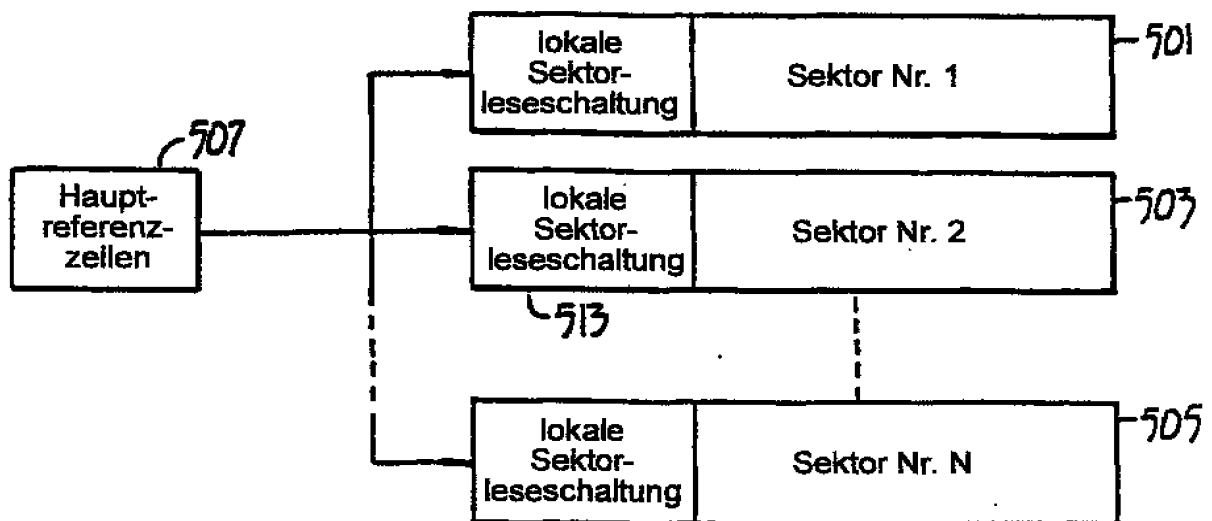 lokale
Sektor-
leseschaltung
Sektor Nr. 1
501
507
Haupt-
referenz-
zeilen
lokale
Sektor-
leseschaltung
Sektor Nr. 2
503
513
lokale
Sektor-
leseschaltung
Sektor Nr. N
505